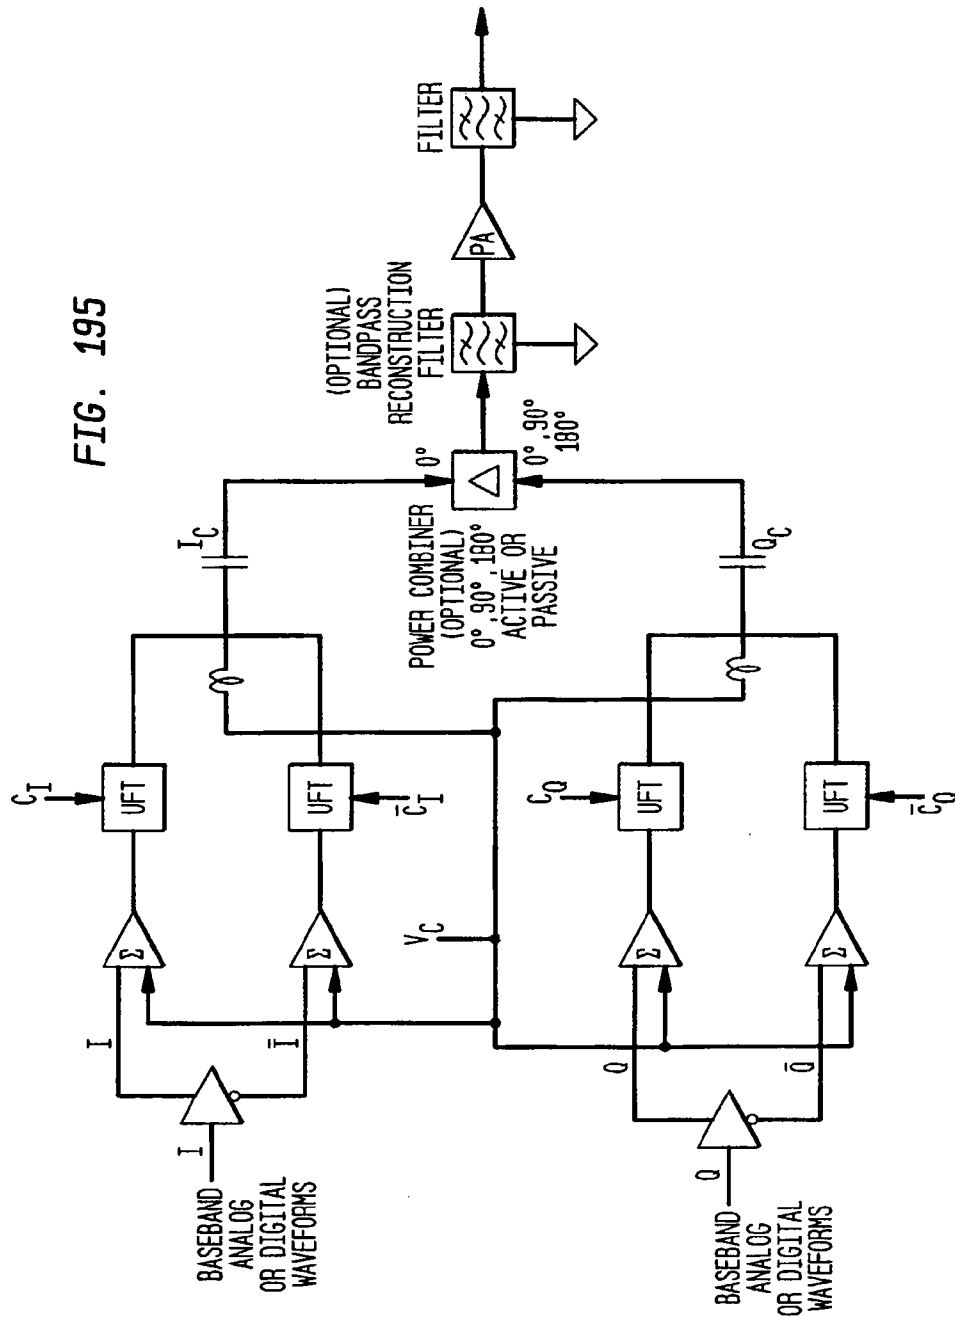 FIG. 195
BASEBAND
ANALOG
OR DIGITAL
WAVEFORMS
I
I
Ī
Σ
Σ
C_I
UFT
UFT
C̄_I
I_C
V_C
BASEBAND
ANALOG
OR DIGITAL
WAVEFORMS
Q
Q
Q̄
Σ
Σ
C_Q
UFT
UFT
C̄_Q
Q_C
POWER COMBINER
(OPTIONAL)
0°,90°,180°
ACTIVE OR
PASSIVE
0°
0°,90°
180°
(OPTIONAL)
BANDPASS
RECONSTRUCTION
FILTER
PA
FILTER